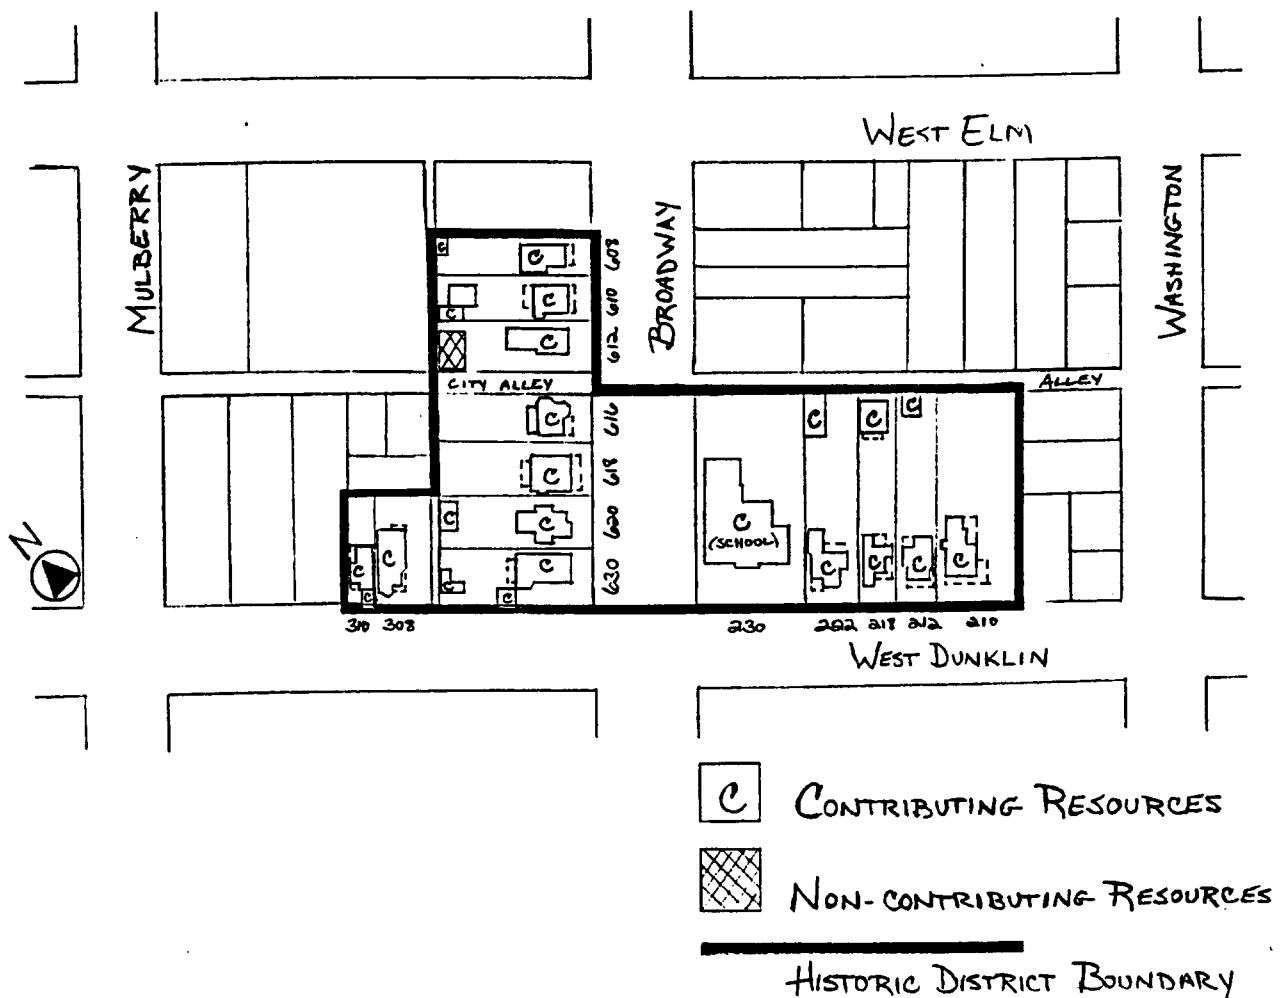 WEST ELM
MULBERRY
BROADWAY
WASHINGTON
C
608
C
C
610
C
C
612
CITY ALLEY
ALLEY
C
616
C
C
C
C
618
C
C
620
C
(SCHOOL)
C
C
C
C
C
C
C
C
630
C
C
N
310 308
230 222 218 212 210
WEST DUNKLIN
C CONTRIBUTING RESOURCES
NON-CONTRIBUTING RESOURCES
HISTORIC DISTRICT BOUNDARY